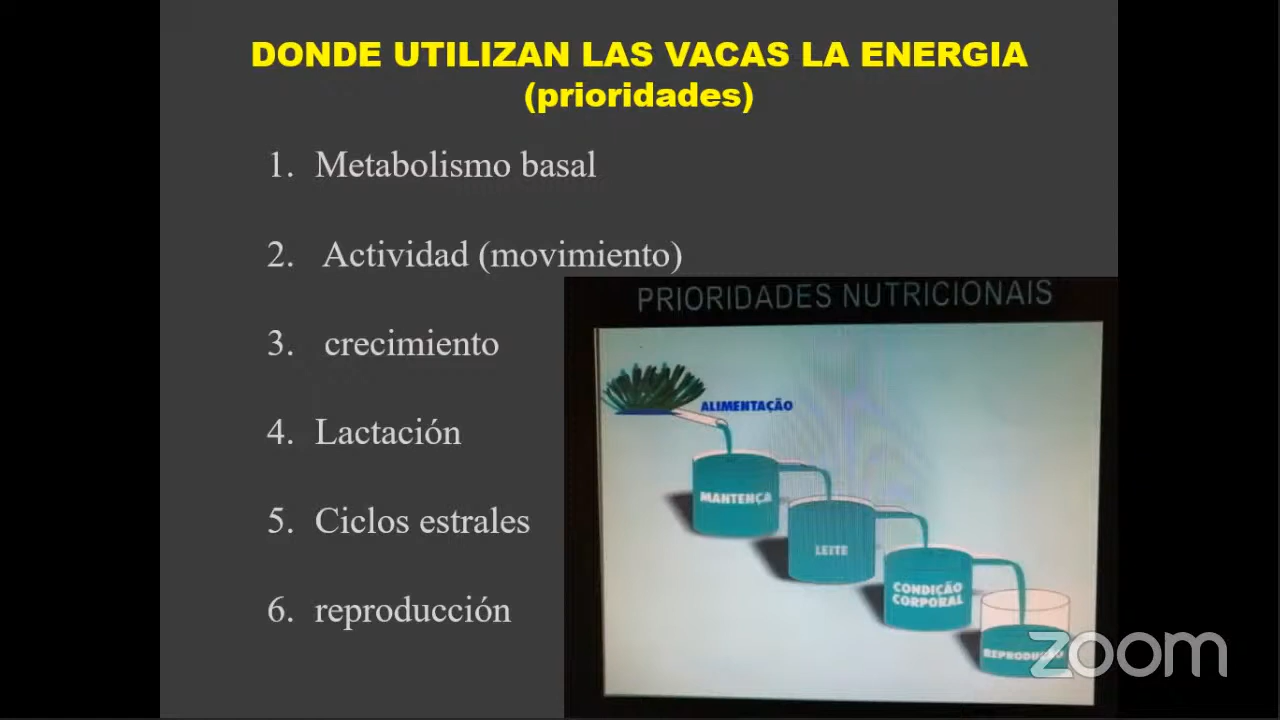 DONDE UTILIZAN LAS VACAS LA ENERGIA
(prioridades)
1. Metabolismo basal
2. Actividad (movimiento)
3. crecimiento
4. Lactación
5. Ciclos estrales
6. reproducción
PRIORIDADES NUTRICIONAIS
ALIMENTAÇÃO
MANTENÇA
LEITE
CONDIÇÃO
CORPORAL
REPRODUÇÃO
zoom